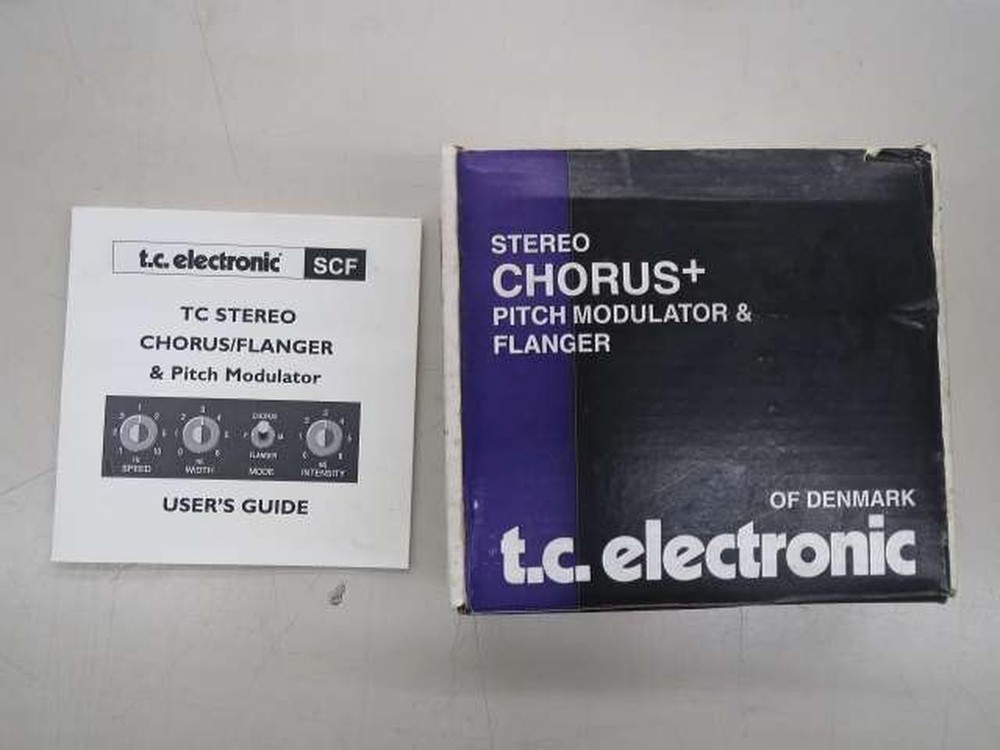 t.c. electronic SCF
TC STEREO
CHORUS/FLANGER
& Pitch Modulator
CHORUS
FLANGER
SPEED WIDTH MODE INTENSITY
USER'S GUIDE
STEREO
CHORUS+
PITCH MODULATOR &
FLANGER
OF DENMARK
t.c. electronic